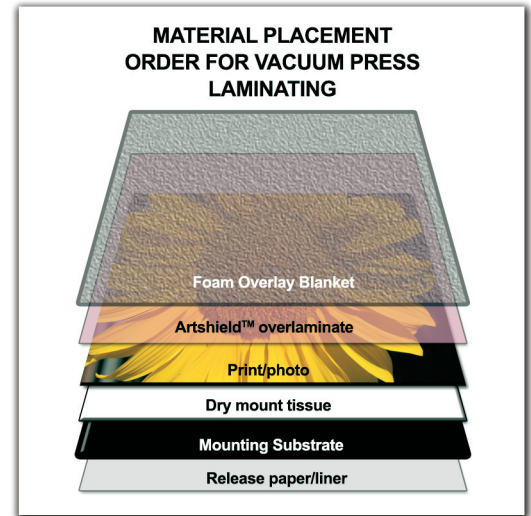 MATERIAL PLACEMENT
ORDER FOR VACUUM PRESS
LAMINATING
Foam Overlay Blanket
Artshield™ overlaminate
Print/photo
Dry mount tissue
Mounting Substrate
Release paper/liner